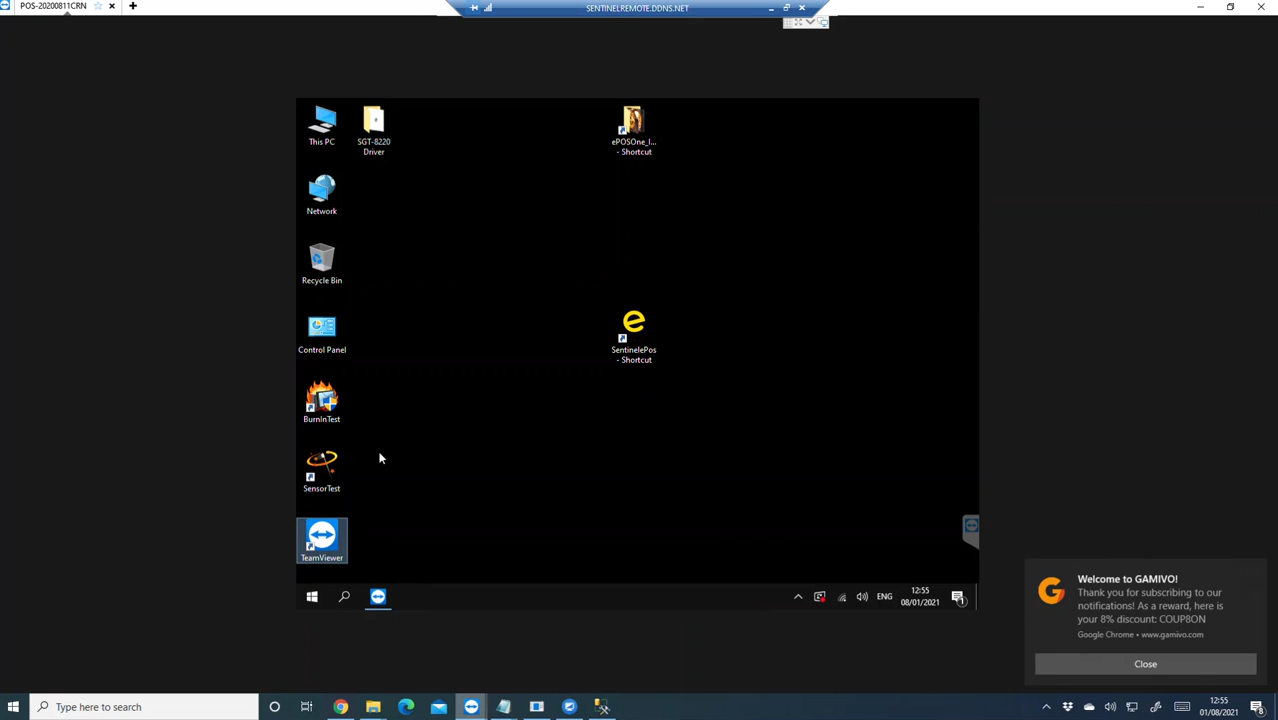 POS-20200811CRN
SENTINELREMOTE.DDNS.NET
This PC
SGT-8220
Driver
ePOSOne_I...
- Shortcut
Network
Recycle Bin
Control Panel
SentinelePos
- Shortcut
BurnInTest
SensorTest
TeamViewer
ENG
12:55
08/01/2021
1
Welcome to GAMIVO!
Thank you for subscribing to our
notifications! As a reward, here is
your 8% discount: COUP8ON
Google Chrome • www.gamivo.com
Close
Type here to search
12:55
01/08/2021
8